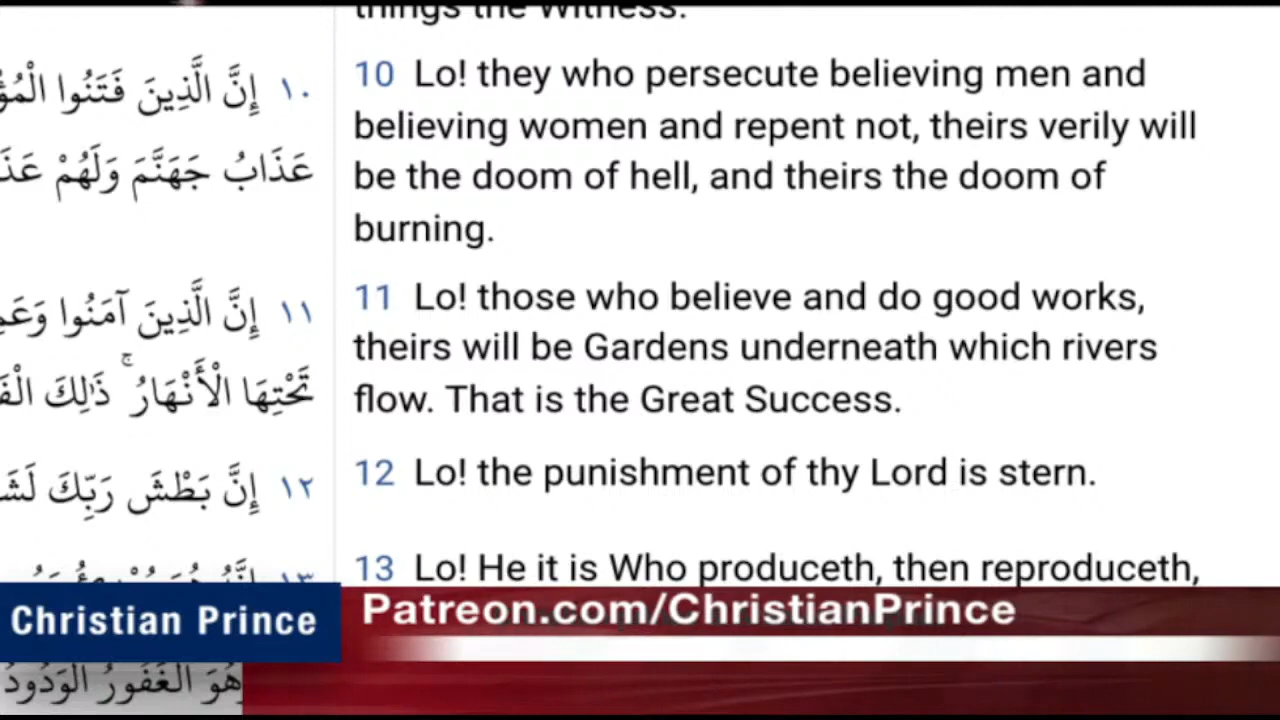 things the Witness.
١٠ إِنَّ الَّذِينَ فَتَنُوا
10 Lo! they who persecute believing men and
believing women and repent not, theirs verily will
عَذَابُ جَهَنَّمَ وَلَهُمْ
be the doom of hell, and theirs the doom of
burning.
١١ إِنَّ الَّذِينَ آمَنُوا
11 Lo! those who believe and do good works,
theirs will be Gardens underneath which rivers
تَحْتِهَا الْأَنْهَارُ ۚ ذَٰلِكَ
flow. That is the Great Success.
١٢ إِنَّ بَطْشَ رَبِّكَ
12 Lo! the punishment of thy Lord is stern.
13 Lo! He it is Who produceth, then reproduceth,
Christian Prince
Patreon.com/ChristianPrince
وَهُوَ الْغَفُورُ الْوَدُودُ